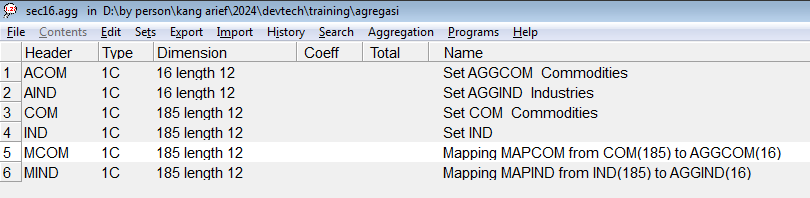 sec16.agg in D:\by person\kang arief\2024\devtech\training\agregasi
File Contents Edit Sets Export Import History Search Aggregation Programs Help
Header Type Dimension Coeff Total Name
1 ACOM 1C 16 length 12 Set AGGCOM Commodities
2 AIND 1C 16 length 12 Set AGGIND Industries
3 COM 1C 185 length 12 Set COM Commodities
4 IND 1C 185 length 12 Set IND
5 MCOM 1C 185 length 12 Mapping MAPCOM from COM(185) to AGGCOM(16)
6 MIND 1C 185 length 12 Mapping MAPIND from IND(185) to AGGIND(16)